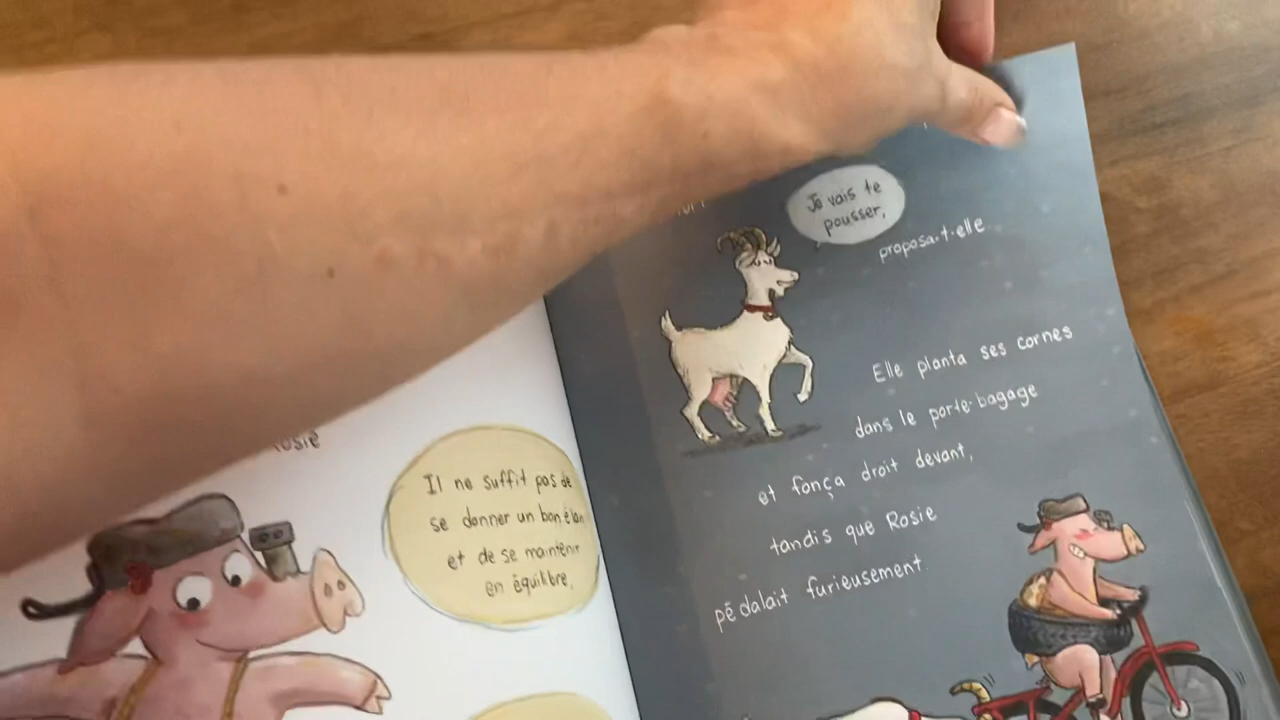 Rosie
Il ne suffit pas de
se donner un bon élan
et de se maintenir
en équilibre,
Je vais te
pousser,
proposa-t-elle
Elle planta ses cornes
dans le porte-bagage
et fonça droit devant,
tandis que Rosie
pédalait furieusement.